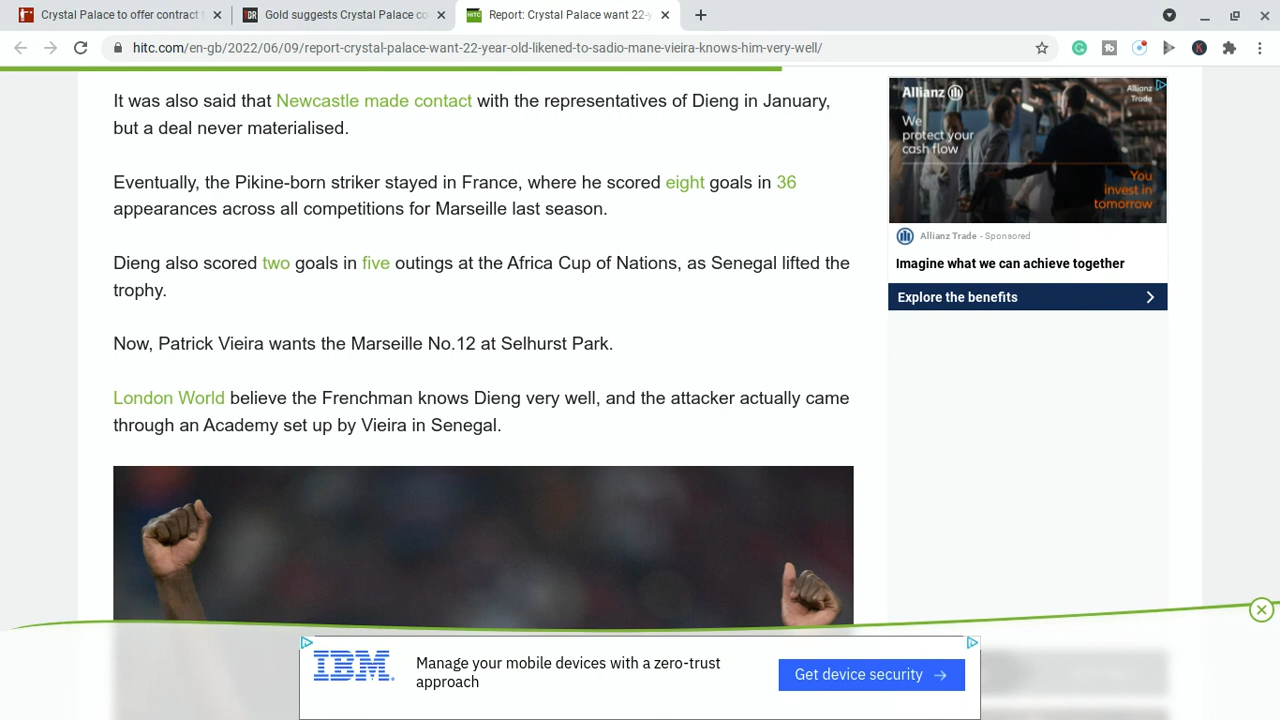 Crystal Palace to offer contract
Gold suggests Crystal Palace co
HITC
Report: Crystal Palace want 22-y
hitc.com/en-gb/2022/06/09/report-crystal-palace-want-22-year-old-likened-to-sadio-mane-vieira-knows-him-very-well/
It was also said that Newcastle made contact with the representatives of Dieng in January,
but a deal never materialised.
Eventually, the Pikine-born striker stayed in France, where he scored eight goals in 36
appearances across all competitions for Marseille last season.
Dieng also scored two goals in five outings at the Africa Cup of Nations, as Senegal lifted the
trophy.
Now, Patrick Vieira wants the Marseille No.12 at Selhurst Park.
London World believe the Frenchman knows Dieng very well, and the attacker actually came
through an Academy set up by Vieira in Senegal.
Allianz
Allianz
Trade
We
protect your
cash flow
You
invest in
tomorrow
Allianz Trade - Sponsored
Imagine what we can achieve together
Explore the benefits
IBM
Manage your mobile devices with a zero-trust
approach
Get device security →